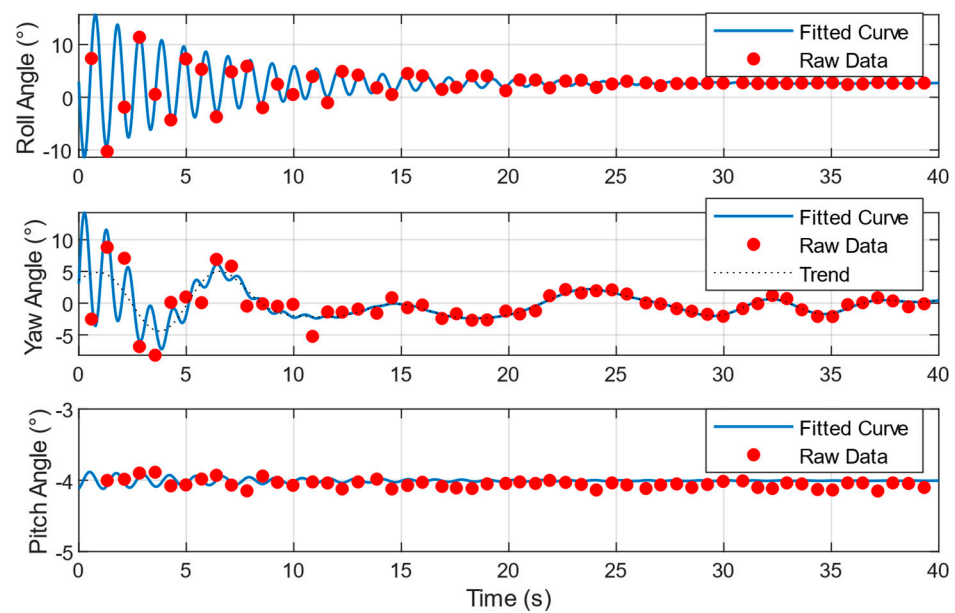 Roll Angle (°)
10
0
-10
Fitted Curve
Raw Data
0 5 10 15 20 25 30 35 40
Yaw Angle (°)
10
5
0
-5
Fitted Curve
Raw Data
Trend
0 5 10 15 20 25 30 35 40
Pitch Angle (°)
-3
-4
-5
Fitted Curve
Raw Data
0 5 10 15 20 25 30 35 40
Time (s)